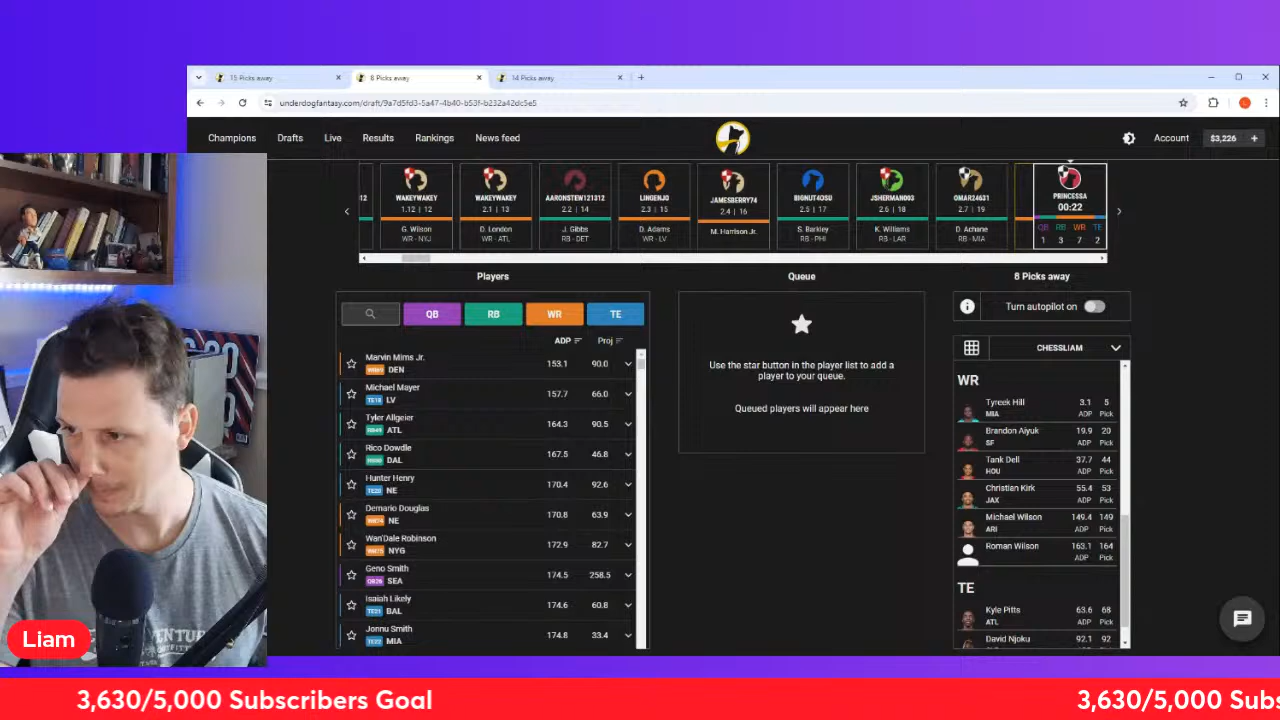 15 Picks away
8 Picks away
14 Picks away
underdogfantasy.com/draft/9a7d5fd3-5a47-4b40-b53f-b232a42dc5e5
Champions Drafts Live Results Rankings News feed Account $3,226 +
12
WAKEYWAKEY
1.12 | 12
G. Wilson
WR - NYJ
WAKEYWAKEY
2.1 | 13
D. London
WR - ATL
AARONSTEW121312
2.2 | 14
J. Gibbs
RB - DET
LINGENJO
2.3 | 15
D. Adams
WR - LV
JAMESBERRY74
2.4 | 16
M. Harrison Jr.
BIGNUT4OSU
2.5 | 17
S. Barkley
RB - PHI
JSHERMAN003
2.6 | 18
K. Williams
RB - LAR
OMAR24631
2.7 | 19
D. Achane
RB - MIA
PRINCESSA
00:22
QB RB WR TE
1 3 7 2
Players
Queue
8 Picks away
QB RB WR TE
ADP Proj
Marvin Mims Jr. 153.1 90.0
DEN
Michael Mayer 157.7 66.0
LV
Tyler Allgeier 164.3 90.5
ATL
Rico Dowdle 167.5 46.8
DAL
Hunter Henry 170.4 92.6
NE
Demario Douglas 170.8 63.9
NE
Wan'Dale Robinson 172.9 82.7
NYG
Geno Smith 174.5 258.5
SEA
Isaiah Likely 174.6 60.8
BAL
Jonnu Smith 174.8 33.4
MIA
Use the star button in the player list to add a
player to your queue.
Queued players will appear here
Turn autopilot on
CHESSLIAM
WR
Tyreek Hill 3.1 5
MIA ADP Pick
Brandon Aiyuk 19.9 20
SF ADP Pick
Tank Dell 37.7 44
HOU ADP Pick
Christian Kirk 55.4 53
JAX ADP Pick
Michael Wilson 149.4 149
ARI ADP Pick
Roman Wilson 163.1 164
ADP Pick
TE
Kyle Pitts 63.6 68
ATL ADP Pick
David Njoku 92.1 92
Liam
3,630/5,000 Subscribers Goal
3,630/5,000 Subs